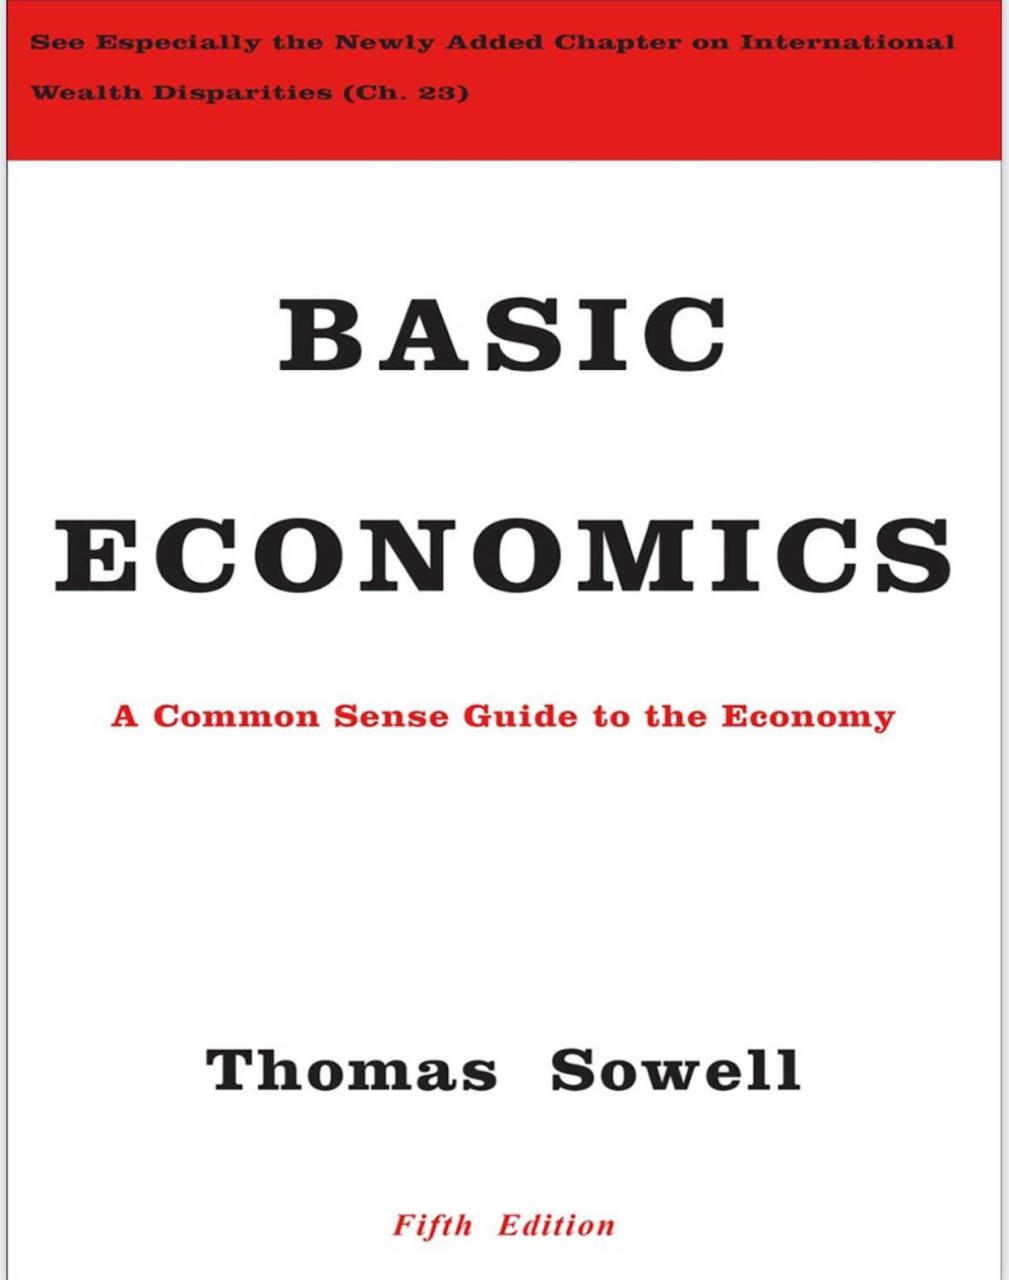 See Especially the Newly Added Chapter on International
Wealth Disparities (Ch. 23)
BASIC
ECONOMICS
A Common Sense Guide to the Economy
Thomas Sowell
Fifth Edition